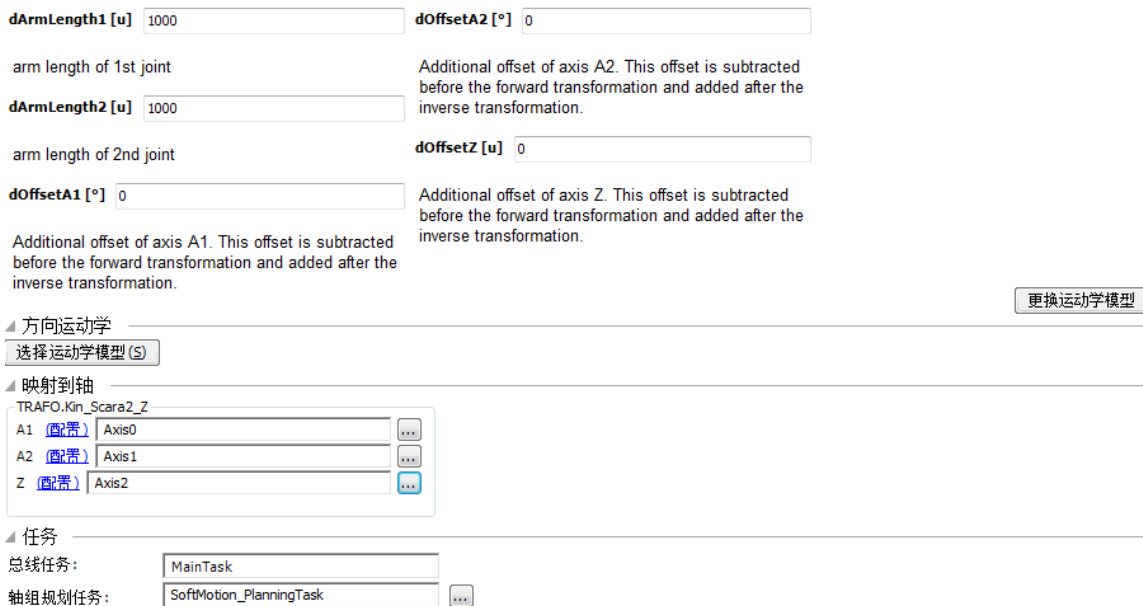 dArmLength1 [u] 1000
arm length of 1st joint
dArmLength2 [u] 1000
arm length of 2nd joint
dOffsetA1 [°] 0
Additional offset of axis A1. This offset is subtracted
before the forward transformation and added after the
inverse transformation.
dOffsetA2 [°] 0
Additional offset of axis A2. This offset is subtracted
before the forward transformation and added after the
inverse transformation.
dOffsetZ [u] 0
Additional offset of axis Z. This offset is subtracted
before the forward transformation and added after the
inverse transformation.
更换运动学模型
方向运动学
选择运动学模型(S)
映射到轴
TRAFO.Kin_Scara2_Z
A1 (配置) Axis0 ...
A2 (配置) Axis1 ...
Z (配置) Axis2 ...
任务
总线任务: MainTask
轴组规划任务: SoftMotion_PlanningTask ...